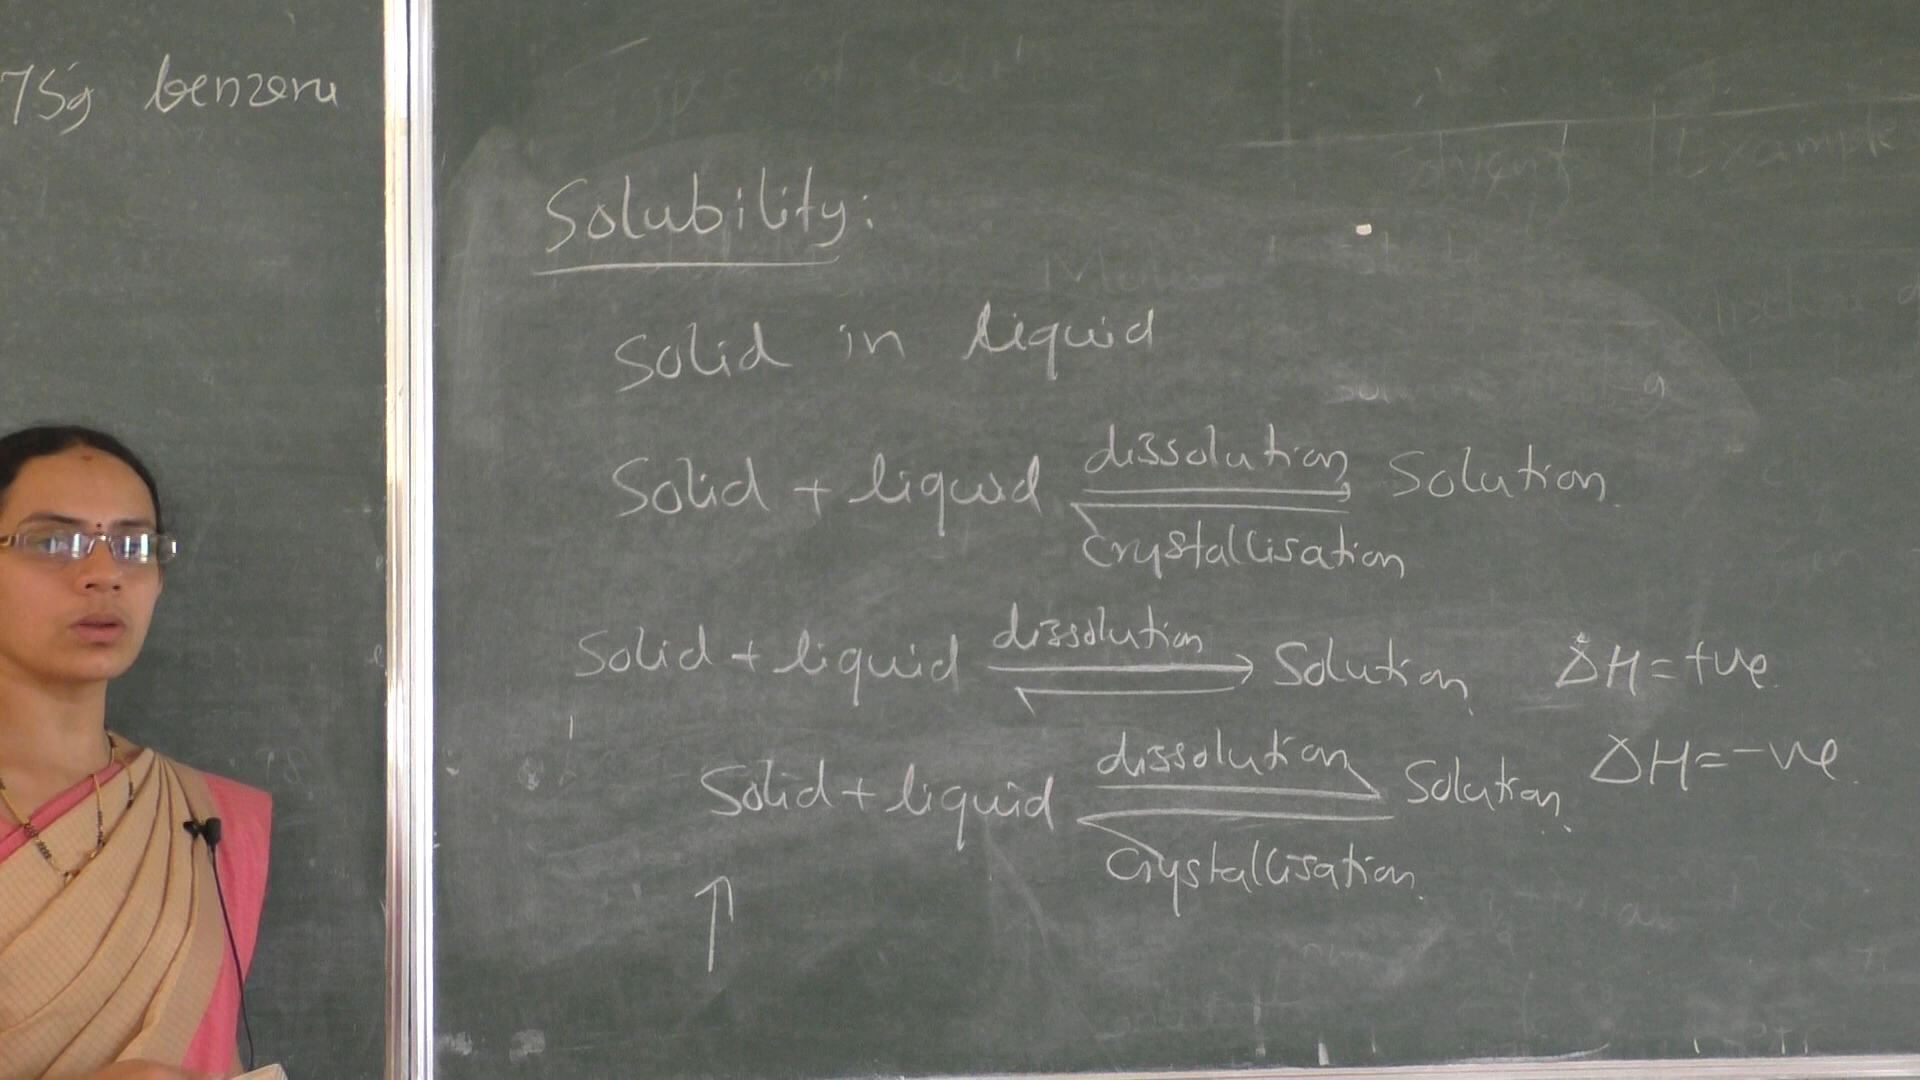 75g benzene
Solubility:
Solid in liquid
Solid + liquid dissolution Solution
Crystallisation
Solid + liquid dissolution Solution ΔH = +ve
Solid + liquid dissolution Solution ΔH = -ve
Crystallisation